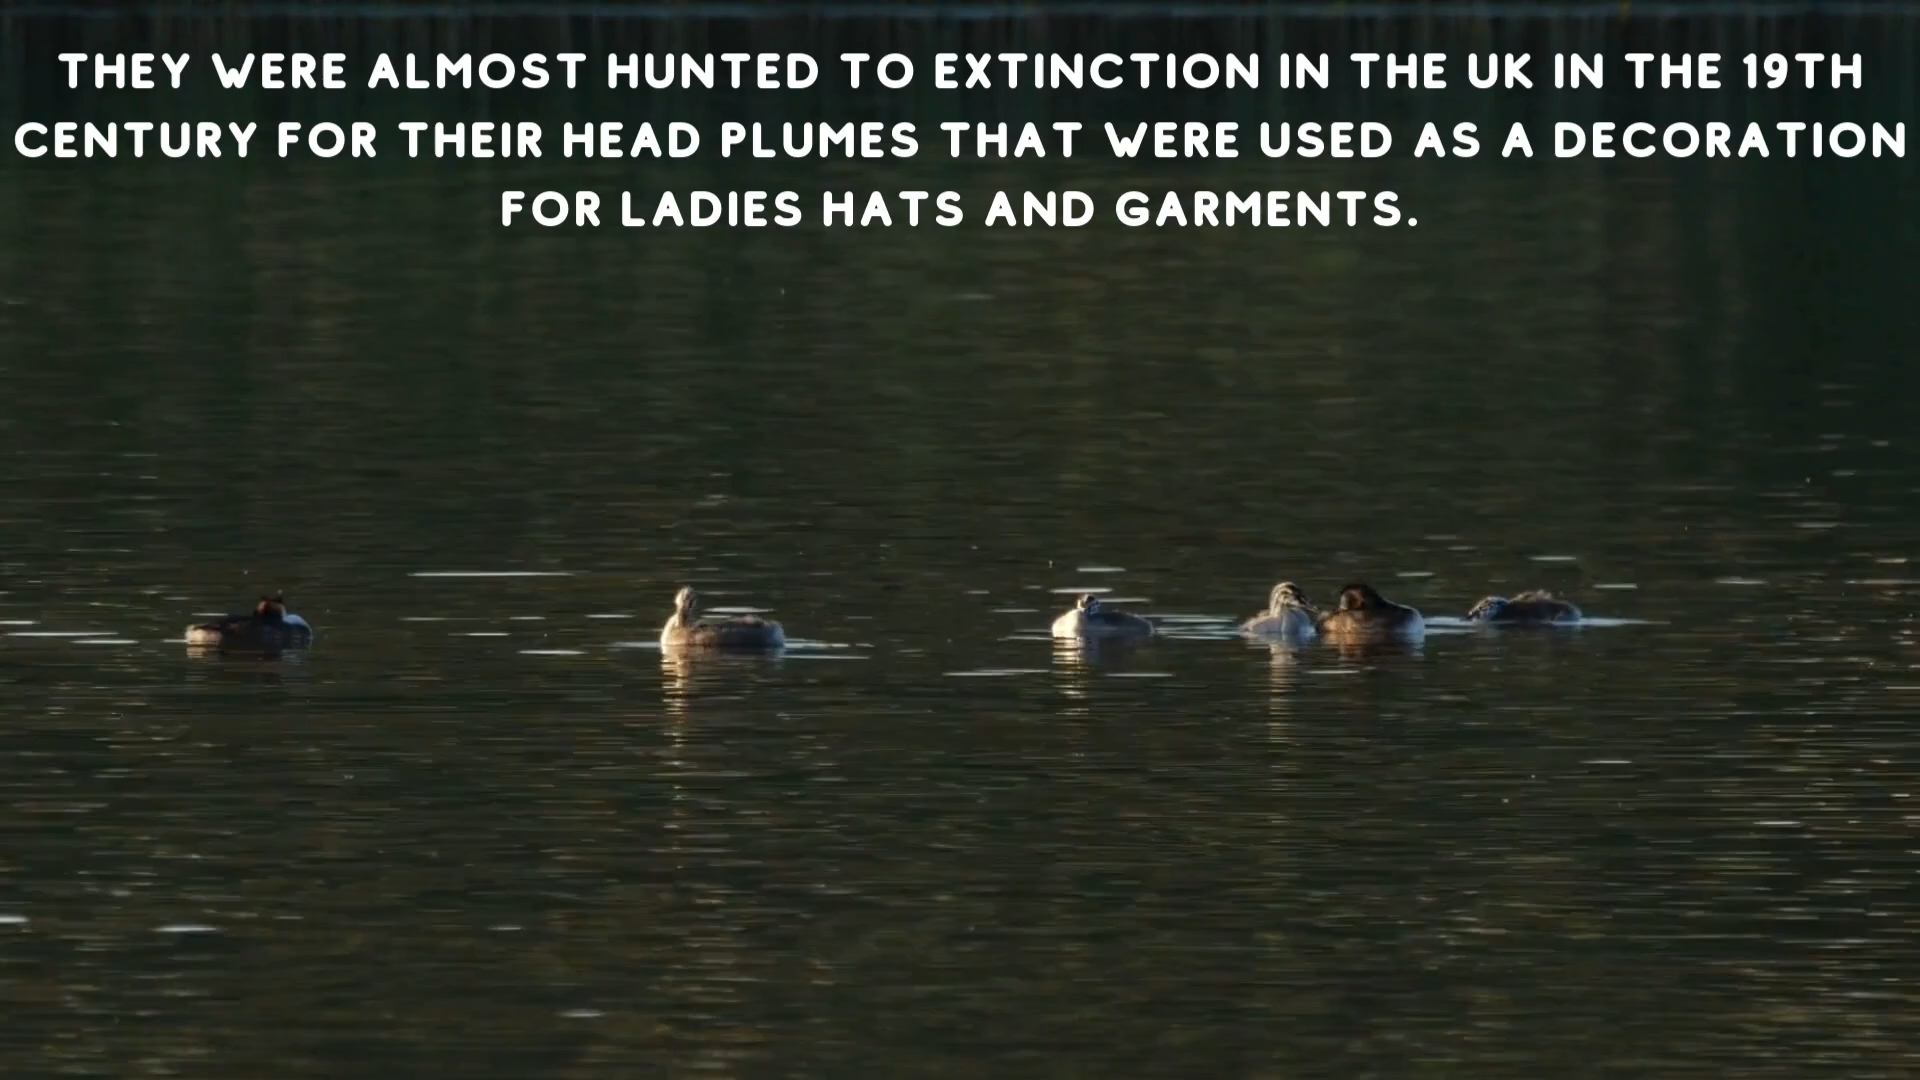 THEY WERE ALMOST HUNTED TO EXTINCTION IN THE UK IN THE 19TH
CENTURY FOR THEIR HEAD PLUMES THAT WERE USED AS A DECORATION
FOR LADIES HATS AND GARMENTS.